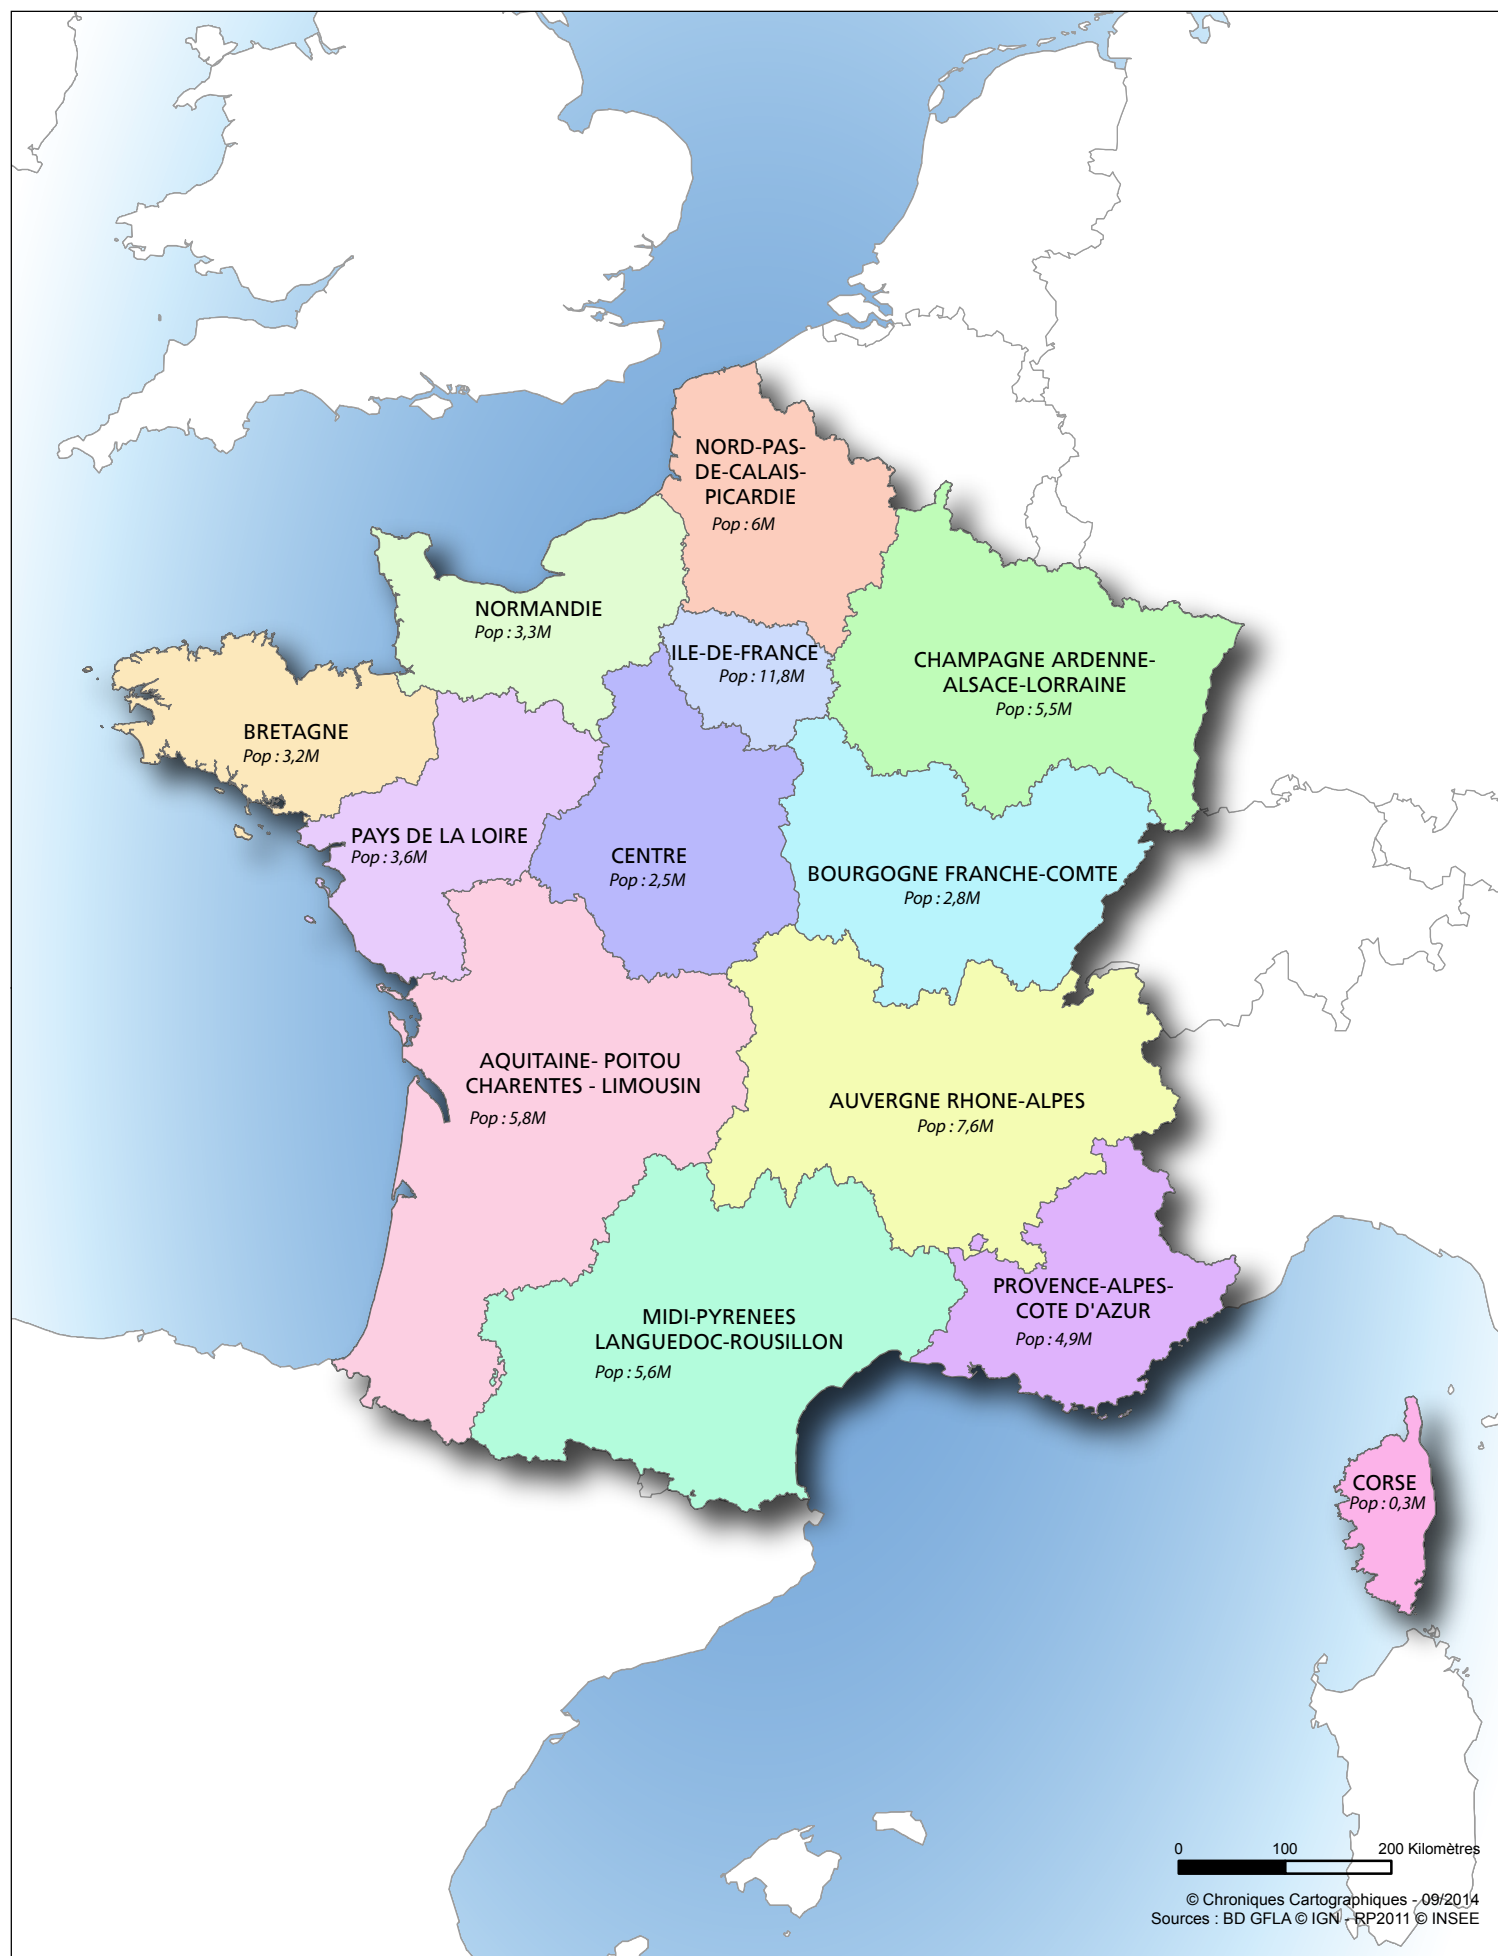 NORD-PAS-
DE-CALAIS-
PICARDIE
Pop : 6M
NORMANDIE
Pop : 3,3M
ILE-DE-FRANCE
Pop : 11,8M
CHAMPAGNE ARDENNE-
ALSACE-LORRAINE
Pop : 5,5M
BRETAGNE
Pop : 3,2M
PAYS DE LA LOIRE
Pop : 3,6M
CENTRE
Pop : 2,5M
BOURGOGNE FRANCHE-COMTE
Pop : 2,8M
AQUITAINE- POITOU
CHARENTES - LIMOUSIN
Pop : 5,8M
AUVERGNE RHONE-ALPES
Pop : 7,6M
PROVENCE-ALPES-
COTE D'AZUR
Pop : 4,9M
MIDI-PYRENEES
LANGUEDOC-ROUSILLON
Pop : 5,6M
CORSE
Pop : 0,3M
0 100 200 Kilomètres
© Chroniques Cartographiques - 09/2014
Sources : BD GFLA © IGN - RP2011 © INSEE